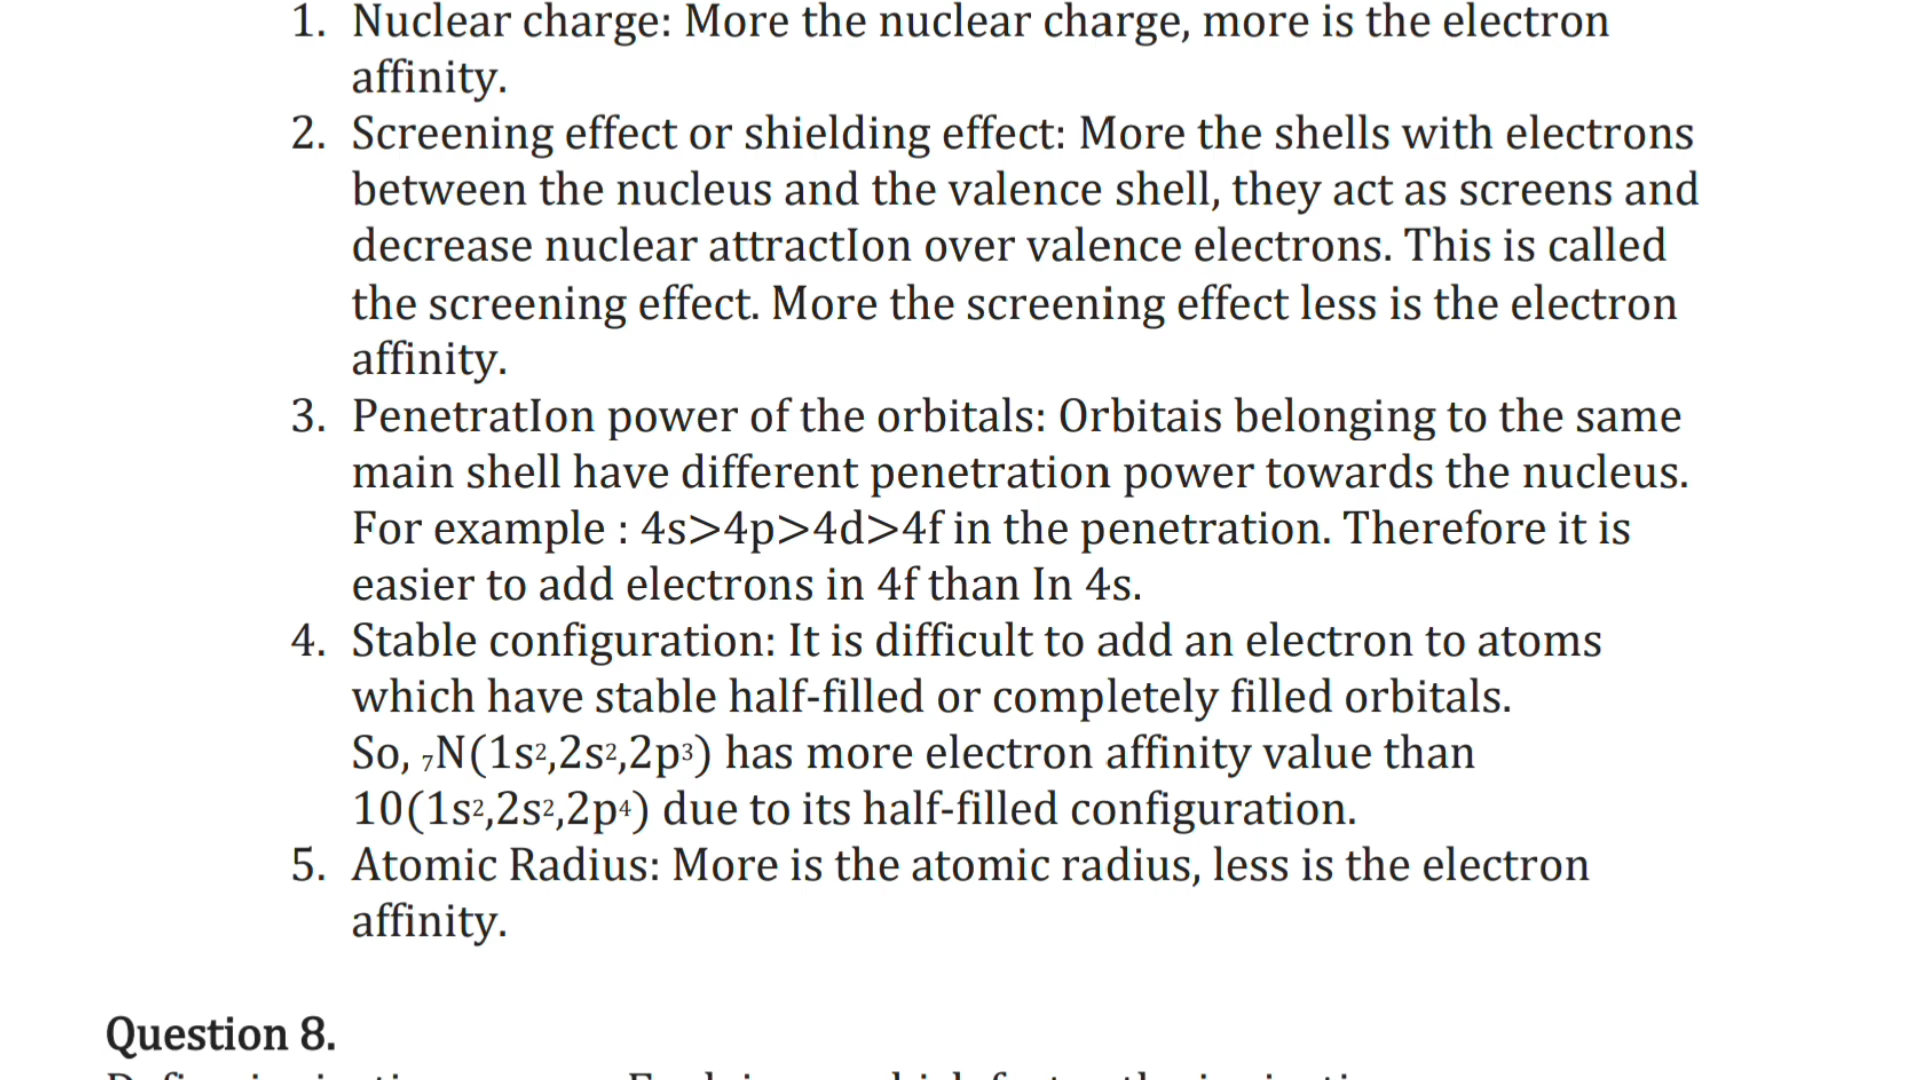 1. Nuclear charge: More the nuclear charge, more is the electron
affinity.
2. Screening effect or shielding effect: More the shells with electrons
between the nucleus and the valence shell, they act as screens and
decrease nuclear attractIon over valence electrons. This is called
the screening effect. More the screening effect less is the electron
affinity.
3. PenetratIon power of the orbitals: Orbitais belonging to the same
main shell have different penetration power towards the nucleus.
For example : 4s>4p>4d>4f in the penetration. Therefore it is
easier to add electrons in 4f than In 4s.
4. Stable configuration: It is difficult to add an electron to atoms
which have stable half-filled or completely filled orbitals.
So, ₇N(1s²,2s²,2p³) has more electron affinity value than
10(1s²,2s²,2p⁴) due to its half-filled configuration.
5. Atomic Radius: More is the atomic radius, less is the electron
affinity.
Question 8.